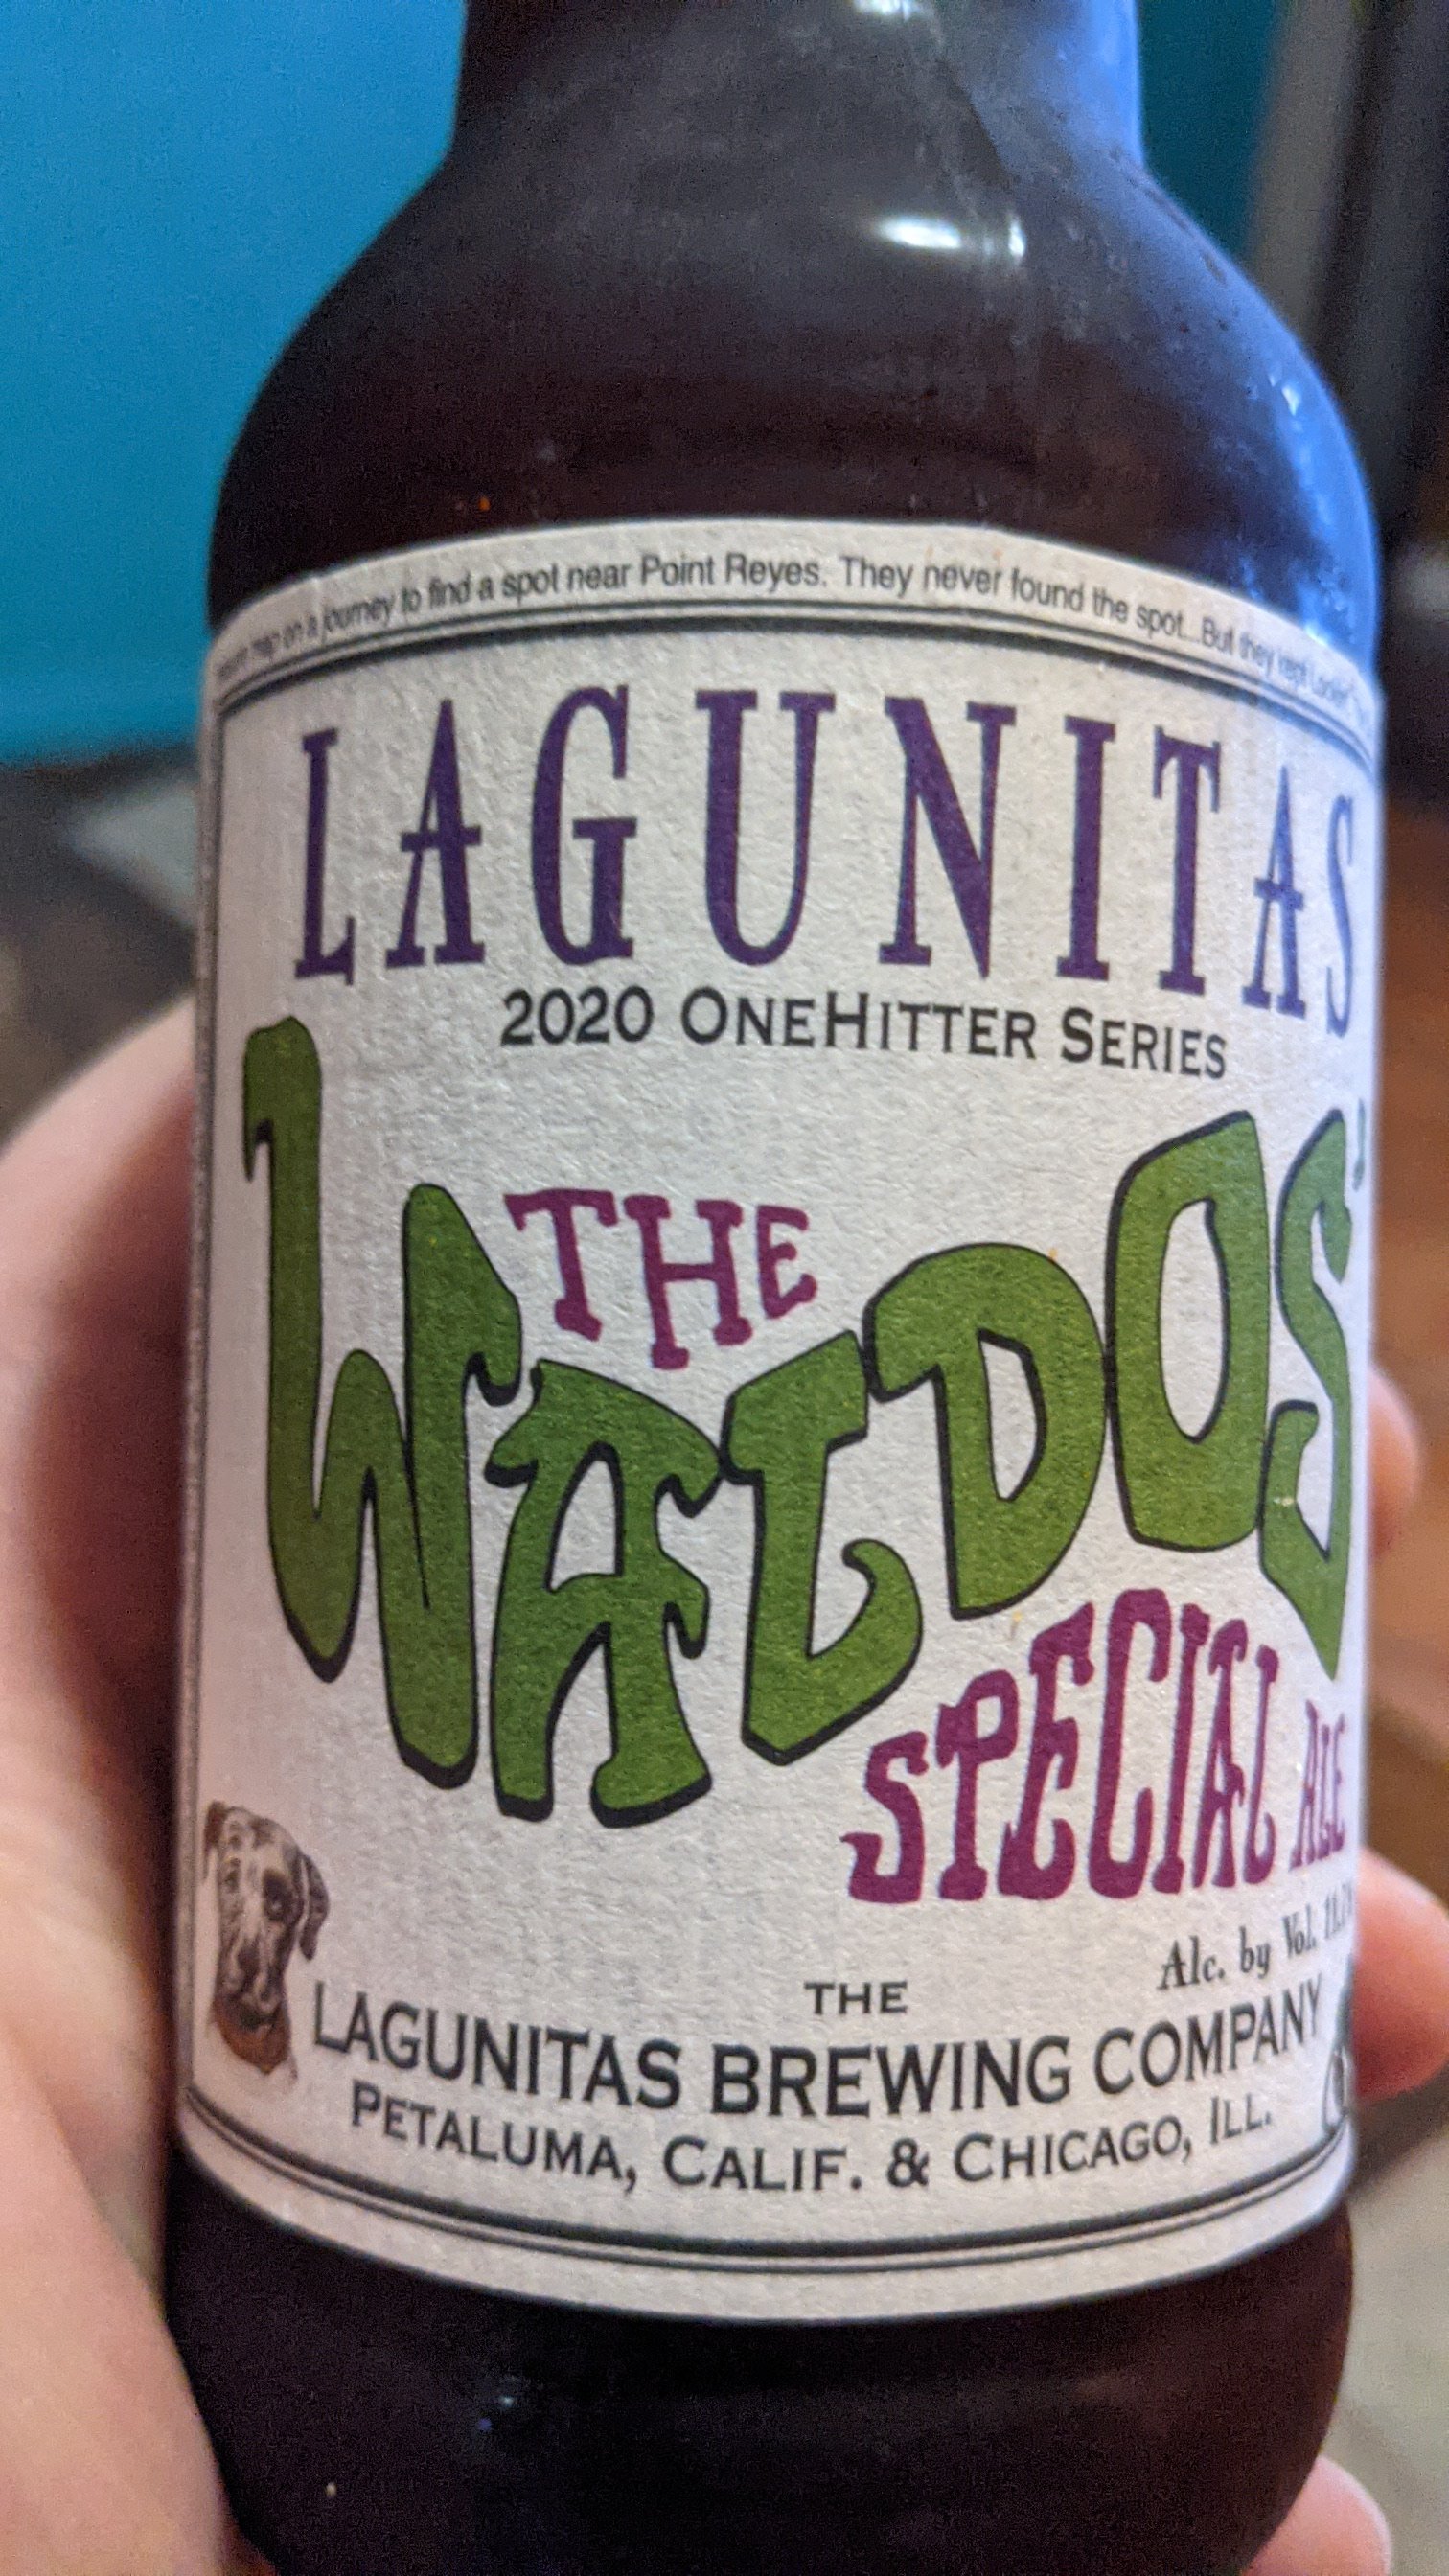 on a journey to find a spot near Point Reyes. They never found the spot...But they kept
LAGUNITAS
2020 ONEHITTER SERIES
THE
WALDOS'
SPECIAL ALE
Alc. by Vol.
THE
LAGUNITAS BREWING COMPANY
PETALUMA, CALIF. & CHICAGO, ILL.